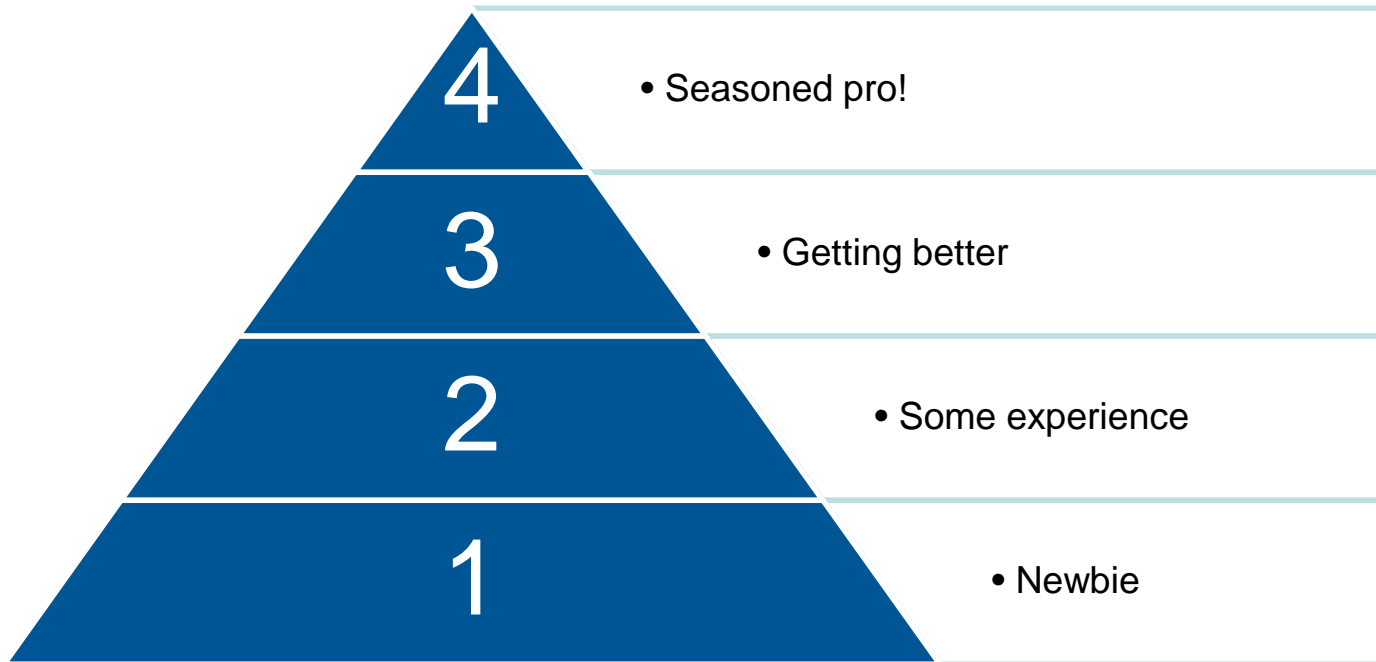 4
• Seasoned pro!
3
• Getting better
2
• Some experience
1
• Newbie